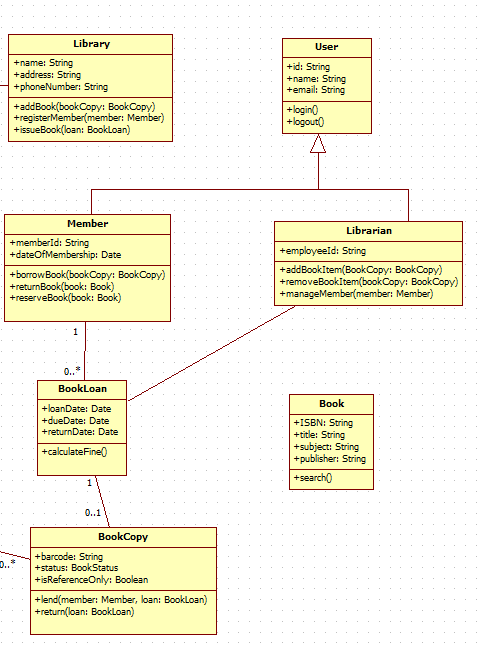 Library
+name: String
+address: String
+phoneNumber: String
+addBook(bookCopy: BookCopy)
+registerMember(member: Member)
+issueBook(loan: BookLoan)
User
+id: String
+name: String
+email: String
+login()
+logout()
Member
+memberId: String
+dateOfMembership: Date
+borrowBook(bookCopy: BookCopy)
+returnBook(book: Book)
+reserveBook(book: Book)
Librarian
+employeeId: String
+addBookItem(BookCopy: BookCopy)
+removeBookItem(bookCopy: BookCopy)
+manageMember(member: Member)
1
0..*
BookLoan
+loanDate: Date
+dueDate: Date
+returnDate: Date
+calculateFine()
Book
+ISBN: String
+title: String
+subject: String
+publisher: String
+search()
1
0..1
BookCopy
+barcode: String
+status: BookStatus
+isReferenceOnly: Boolean
+lend(member: Member, loan: BookLoan)
+return(loan: BookLoan)
0..*